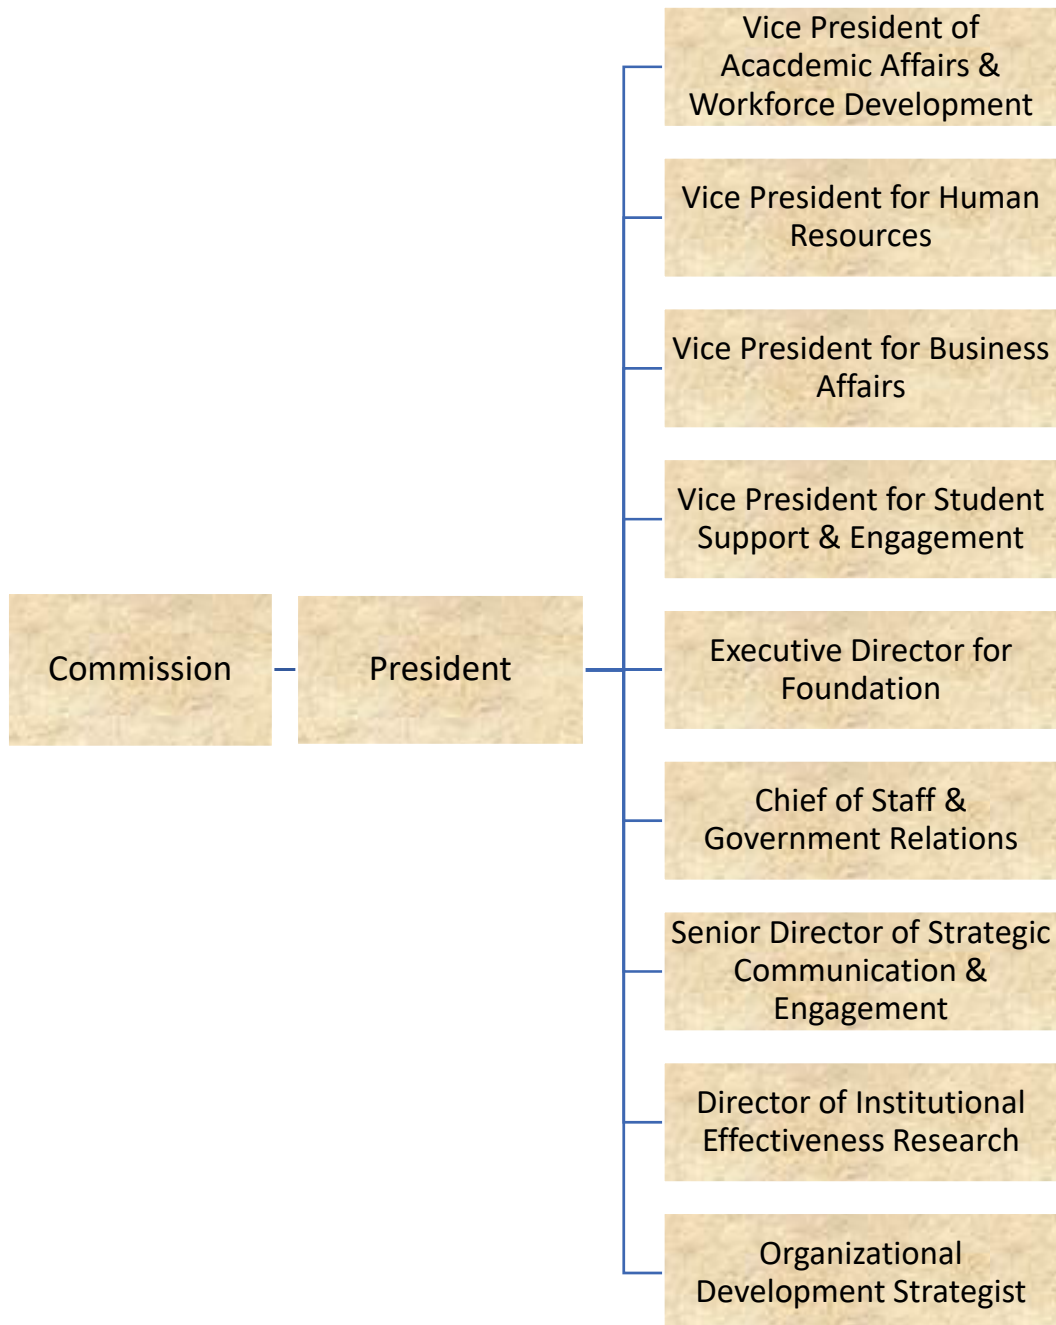 Vice President of
Acacdemic Affairs &
Workforce Development
Vice President for Human
Resources
Vice President for Business
Affairs
Vice President for Student
Support & Engagement
Commission
President
Executive Director for
Foundation
Chief of Staff &
Government Relations
Senior Director of Strategic
Communication &
Engagement
Director of Institutional
Effectiveness Research
Organizational
Development Strategist